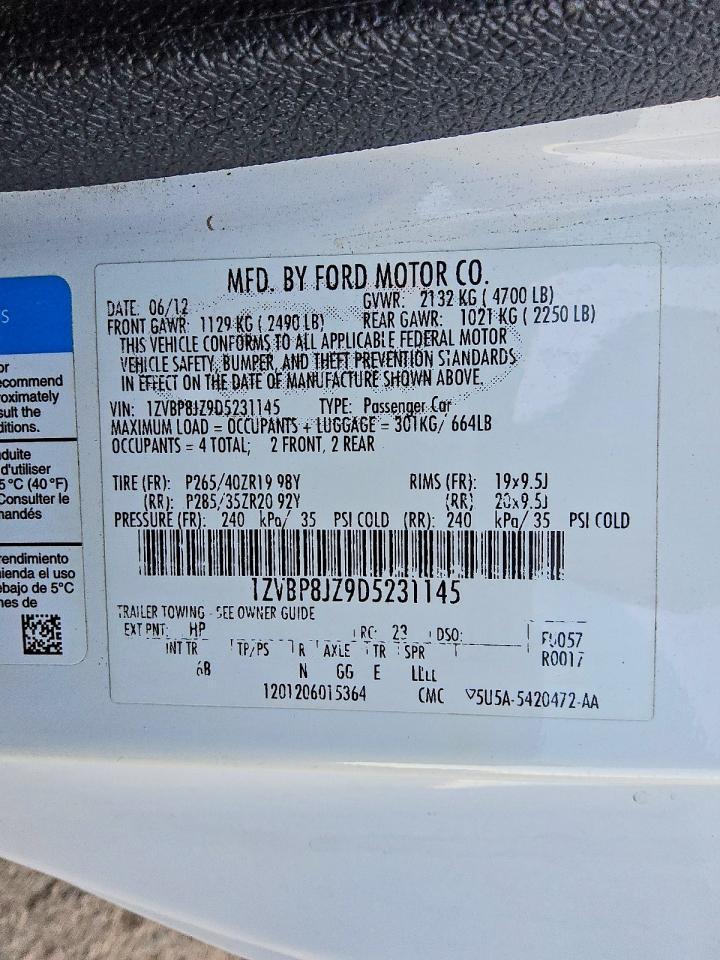 S
or
ecommend
roximately
sult the
ditions.
nduite
d'utiliser
5°C (40°F)
Consulter le
mandés
rendimiento
mienda el uso
ebajo de 5°C
nes de
MFD. BY FORD MOTOR CO.
DATE: 06/12 GVWR: 2132 KG ( 4700 LB)
FRONT GAWR: 1129 KG ( 2490 LB) REAR GAWR: 1021 KG ( 2250 LB)
THIS VEHICLE CONFORMS TO ALL APPLICABLE FEDERAL MOTOR
VEHICLE SAFETY, BUMPER, AND THEFT PREVENTION STANDARDS
IN EFFECT ON THE DATE OF MANUFACTURE SHOWN ABOVE.
VIN: 1ZVBP8JZ9D5231145 TYPE: Passenger Car
MAXIMUM LOAD = OCCUPANTS + LUGGAGE = 301KG/ 664LB
OCCUPANTS = 4 TOTAL; 2 FRONT, 2 REAR
TIRE (FR): P265/40ZR19 98Y RIMS (FR): 19x9.5J
(RR): P285/35ZR20 92Y (RR) 20x9.5J
PRESSURE (FR): 240 kPa/ 35 PSI COLD (RR): 240 kPa/ 35 PSI COLD
1ZVBP8JZ9D5231145
TRAILER TOWING - SEE OWNER GUIDE
EXT PNT: HP RC: 23 DSO: F0057
INT TR TP/PS R AXLE TR SPR R0017
6B N GG E LLLL
1201206015364 CMC ▽5U5A-5420472-AA